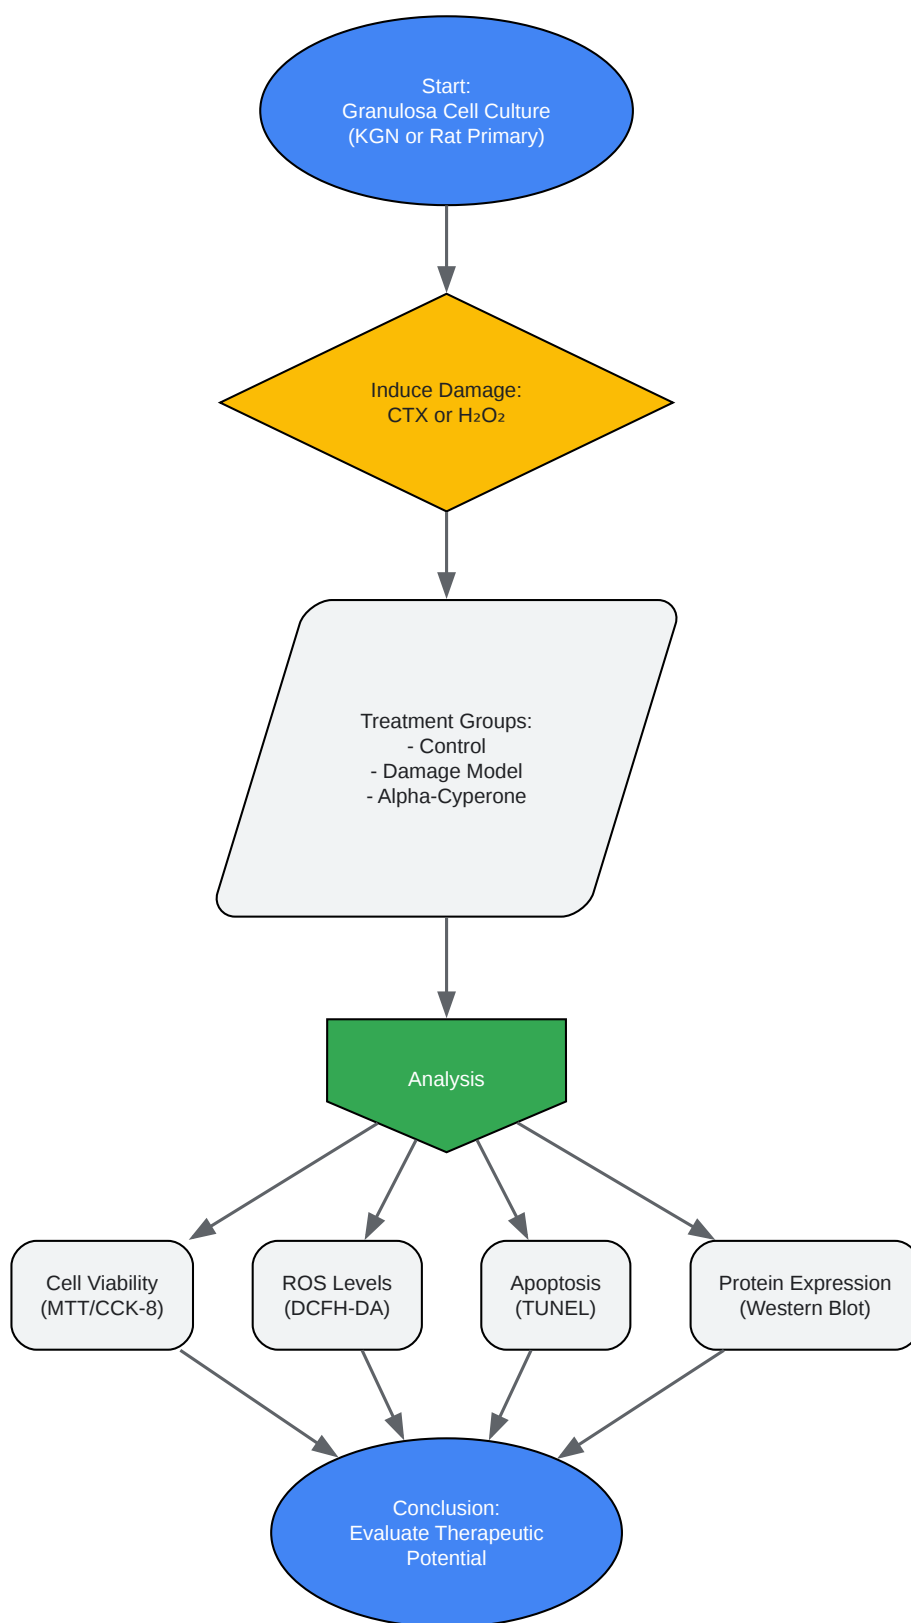 Start:
Granulosa Cell Culture
(KGN or Rat Primary)
Induce Damage:
CTX or H₂O₂
Treatment Groups:
- Control
- Damage Model
- Alpha-Cyperone
Analysis
Cell Viability
(MTT/CCK-8)
ROS Levels
(DCFH-DA)
Apoptosis
(TUNEL)
Protein Expression
(Western Blot)
Conclusion:
Evaluate Therapeutic
Potential